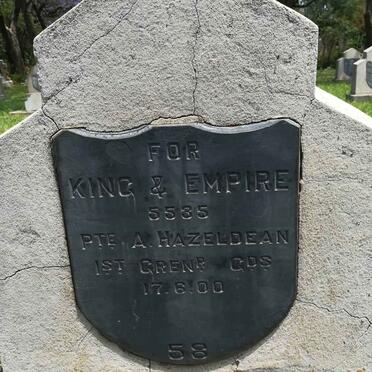 FOR
KING & EMPIRE
5535
PTE A. HAZELDEAN
1ST GRENR GDS
17.6.00
58